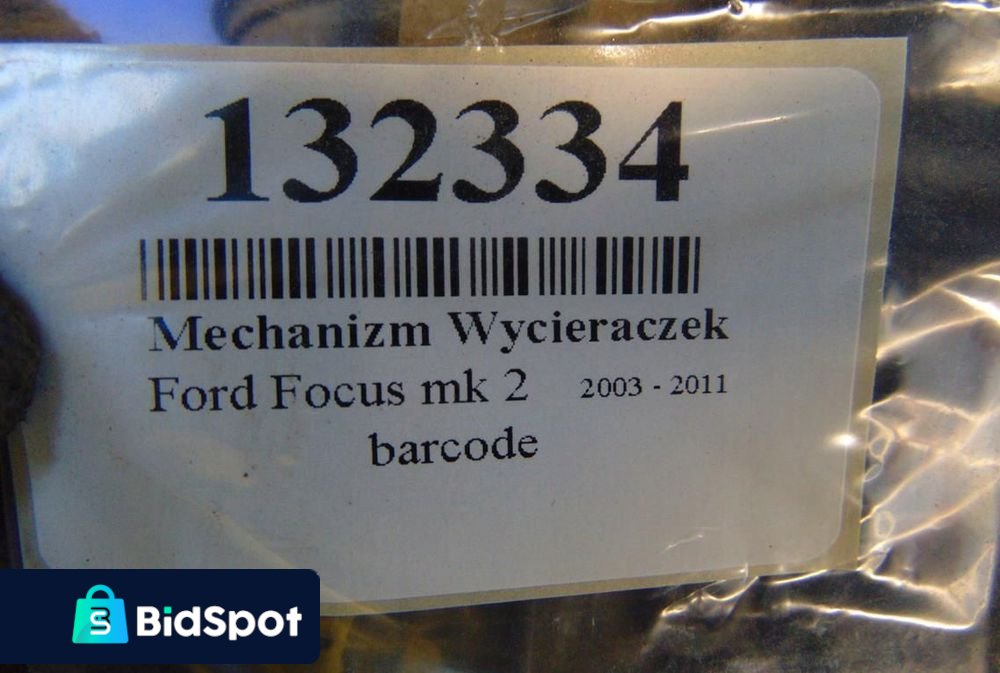 132334
Mechanizm Wycieraczek
Ford Focus mk 2 2003 - 2011
barcode
BidSpot